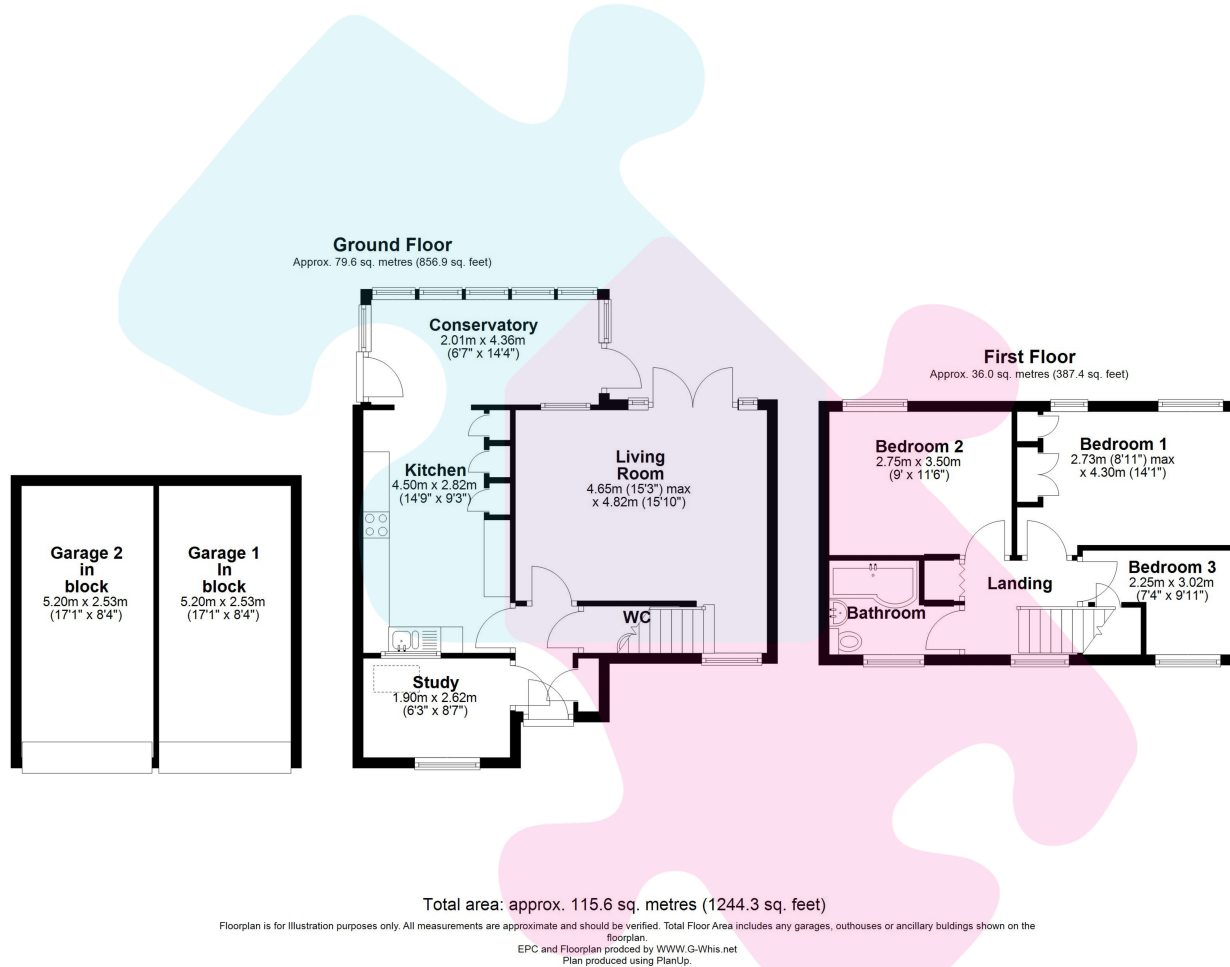 Ground Floor
Approx. 79.6 sq. metres (856.9 sq. feet)
Conservatory
2.01m x 4.36m
(6'7" x 14'4")
Kitchen
4.50m x 2.82m
(14'9" x 9'3")
Living
Room
4.65m (15'3") max
x 4.82m (15'10")
WC
Study
1.90m x 2.62m
(6'3" x 8'7")
Garage 2
in
block
5.20m x 2.53m
(17'1" x 8'4")
Garage 1
In
block
5.20m x 2.53m
(17'1" x 8'4")
First Floor
Approx. 36.0 sq. metres (387.4 sq. feet)
Bedroom 2
2.75m x 3.50m
(9' x 11'6")
Bedroom 1
2.73m (8'11") max
x 4.30m (14'1")
Bedroom 3
2.25m x 3.02m
(7'4" x 9'11")
Landing
Bathroom
Total area: approx. 115.6 sq. metres (1244.3 sq. feet)
Floorplan is for Illustration purposes only. All measurements are approximate and should be verified. Total Floor Area includes any garages, outhouses or ancillary buldings shown on the
floorplan.
EPC and Floorplan prodced by WWW.G-Whis.net
Plan produced using PlanUp.